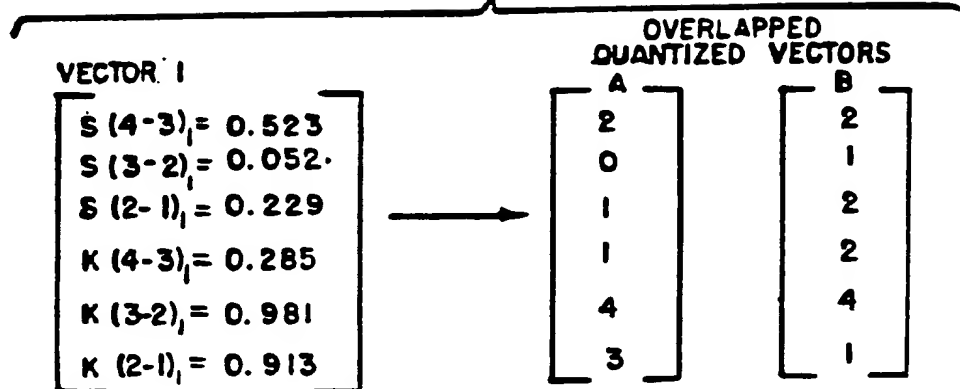 OVERLAPPED
QUANTIZED VECTORS
VECTOR 1
A B
S (4-3)₁ = 0.523 2 2
S (3-2)₁ = 0.052 0 1
S (2-1)₁ = 0.229 1 2
K (4-3)₁ = 0.285 1 2
K (3-2)₁ = 0.981 4 4
K (2-1)₁ = 0.913 3 1